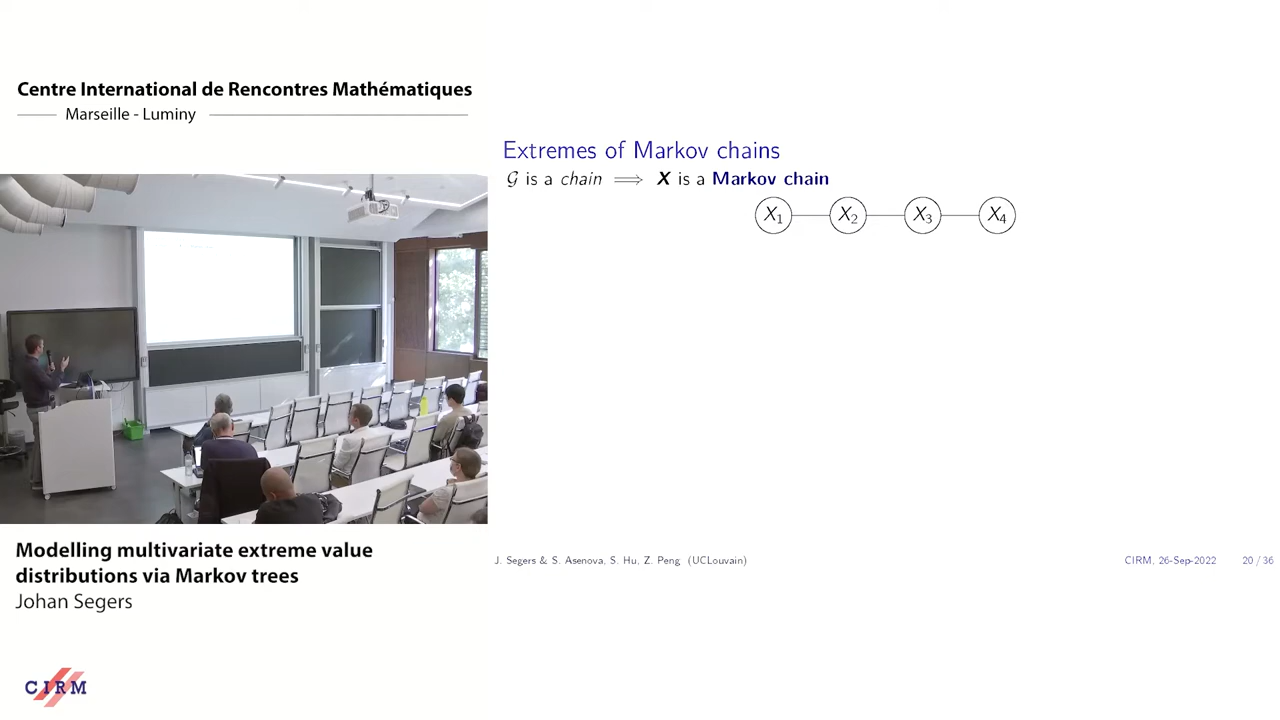 Centre International de Rencontres Mathématiques
Marseille - Luminy
Extremes of Markov chains
𝒢 is a chain ⟹ X is a Markov chain
X₁ X₂ X₃ X₄
J. Segers & S. Asenova, S. Hu, Z. Peng (UCLouvain)
CIRM, 26-Sep-2022
20 / 36
Modelling multivariate extreme value
distributions via Markov trees
Johan Segers
CIRM